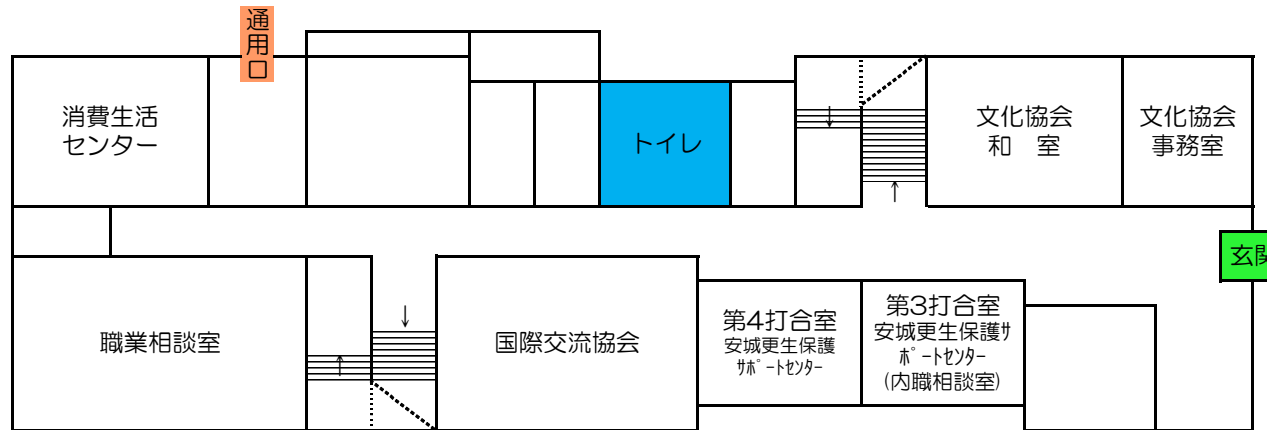 通用口
消費生活
センター
トイレ
文化協会
和　室
文化協会
事務室
玄関
職業相談室
国際交流協会
第4打合室
安城更生保護
ｻﾎﾟｰﾄｾﾝﾀｰ
第3打合室
安城更生保護ｻ
ﾎﾟｰﾄｾﾝﾀｰ
(内職相談室)